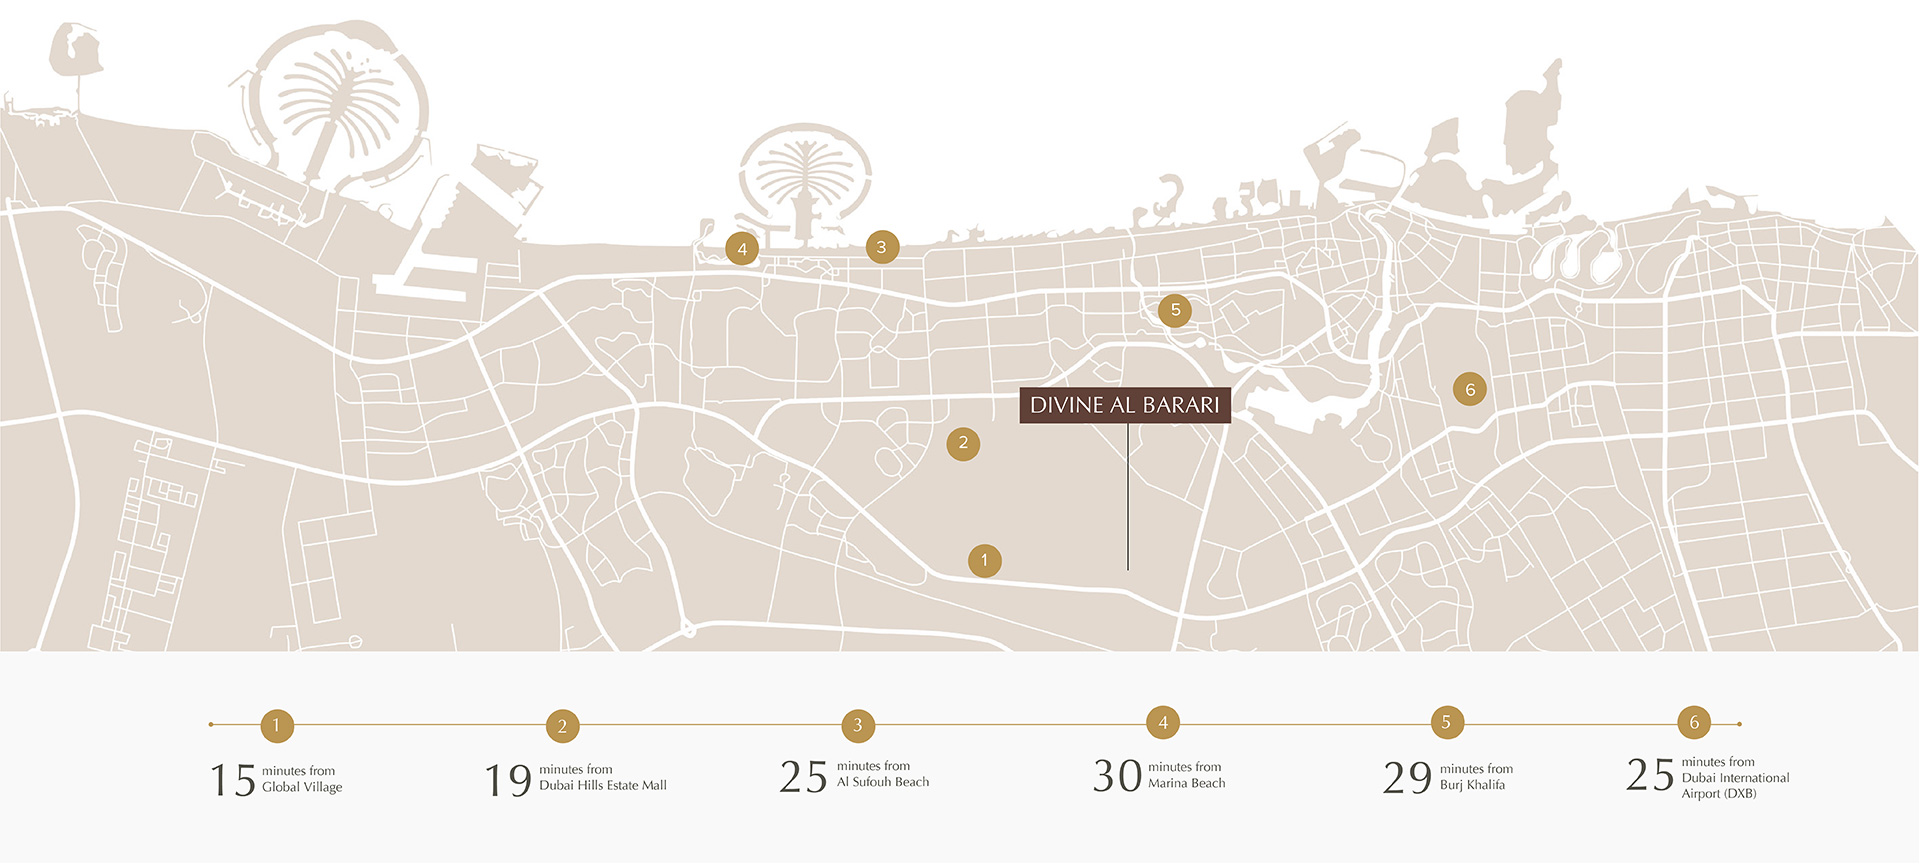 4
3
5
DIVINE AL BARARI
6
2
1
1
2
3
4
5
6
15 minutes from
Global Village
19 minutes from
Dubai Hills Estate Mall
25 minutes from
Al Sufouh Beach
30 minutes from
Marina Beach
29 minutes from
Burj Khalifa
25 minutes from
Dubai International
Airport (DXB)